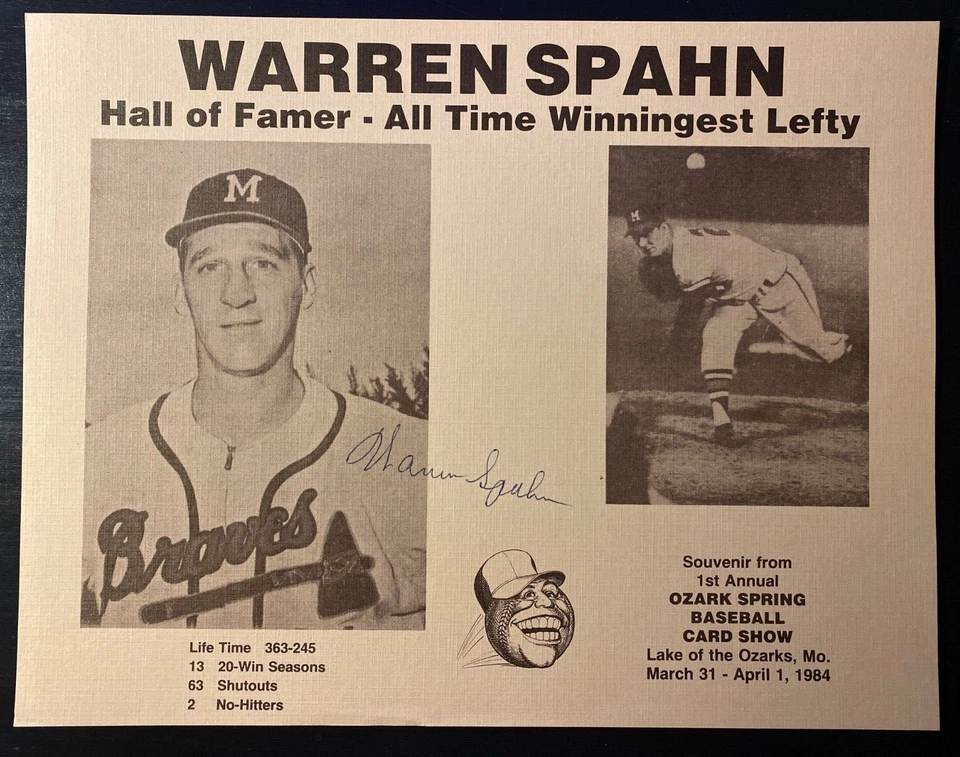 WARREN SPAHN
Hall of Famer - All Time Winningest Lefty
M
M
Braves
Warren Spahn
Life Time 363-245
13 20-Win Seasons
63 Shutouts
2 No-Hitters
Souvenir from
1st Annual
OZARK SPRING
BASEBALL
CARD SHOW
Lake of the Ozarks, Mo.
March 31 - April 1, 1984